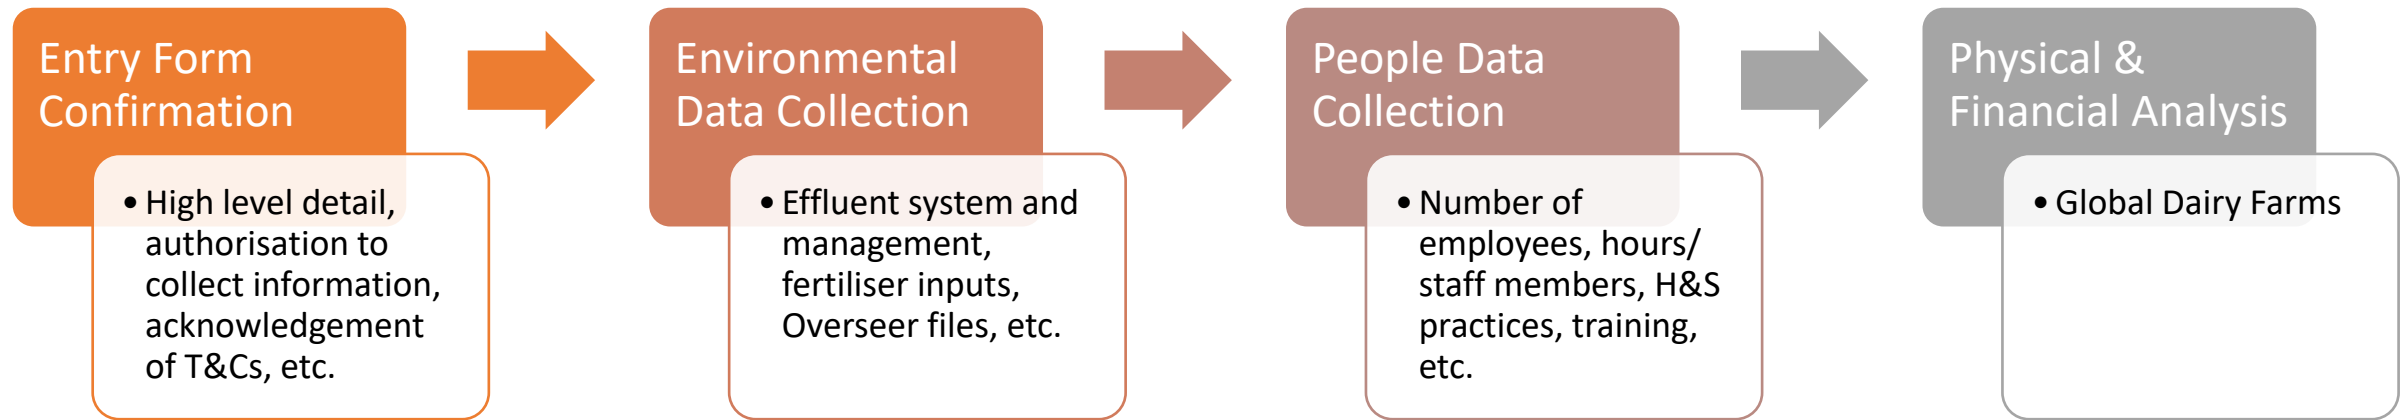 Entry Form
Confirmation
• High level detail,
authorisation to
collect information,
acknowledgement
of T&Cs, etc.
Environmental
Data Collection
• Effluent system and
management,
fertiliser inputs,
Overseer files, etc.
People Data
Collection
• Number of
employees, hours/
staff members, H&S
practices, training,
etc.
Physical &
Financial Analysis
• Global Dairy Farms